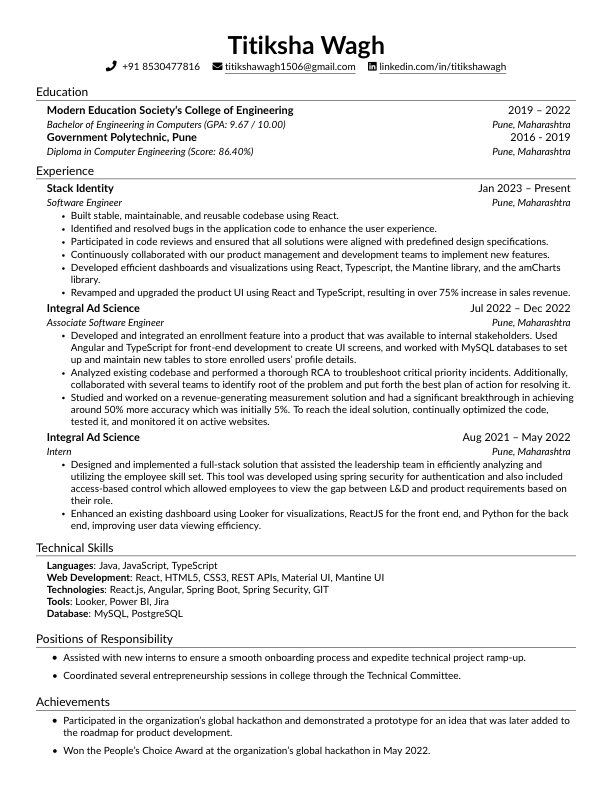 Titiksha Wagh
+91 8530477816 titikshawagh1506@gmail.com linkedin.com/in/titikshawagh
Education
Modern Education Society's College of Engineering 2019 – 2022
Bachelor of Engineering in Computers (GPA: 9.67 / 10.00) Pune, Maharashtra
Government Polytechnic, Pune 2016 - 2019
Diploma in Computer Engineering (Score: 86.40%) Pune, Maharashtra
Experience
Stack Identity Jan 2023 – Present
Software Engineer Pune, Maharashtra
• Built stable, maintainable, and reusable codebase using React.
• Identified and resolved bugs in the application code to enhance the user experience.
• Participated in code reviews and ensured that all solutions were aligned with predefined design specifications.
• Continuously collaborated with our product management and development teams to implement new features.
• Developed efficient dashboards and visualizations using React, Typescript, the Mantine library, and the amCharts
library.
• Revamped and upgraded the product UI using React and TypeScript, resulting in over 75% increase in sales revenue.
Integral Ad Science Jul 2022 – Dec 2022
Associate Software Engineer Pune, Maharashtra
• Developed and integrated an enrollment feature into a product that was available to internal stakeholders. Used
Angular and TypeScript for front-end development to create UI screens, and worked with MySQL databases to set
up and maintain new tables to store enrolled users' profile details.
• Analyzed existing codebase and performed a thorough RCA to troubleshoot critical priority incidents. Additionally,
collaborated with several teams to identify root of the problem and put forth the best plan of action for resolving it.
• Studied and worked on a revenue-generating measurement solution and had a significant breakthrough in achieving
around 50% more accuracy which was initially 5%. To reach the ideal solution, continually optimized the code,
tested it, and monitored it on active websites.
Integral Ad Science Aug 2021 – May 2022
Intern Pune, Maharashtra
• Designed and implemented a full-stack solution that assisted the leadership team in efficiently analyzing and
utilizing the employee skill set. This tool was developed using spring security for authentication and also included
access-based control which allowed employees to view the gap between L&D and product requirements based on
their role.
• Enhanced an existing dashboard using Looker for visualizations, ReactJS for the front end, and Python for the back
end, improving user data viewing efficiency.
Technical Skills
Languages: Java, JavaScript, TypeScript
Web Development: React, HTML5, CSS3, REST APIs, Material UI, Mantine UI
Technologies: React.js, Angular, Spring Boot, Spring Security, GIT
Tools: Looker, Power BI, Jira
Database: MySQL, PostgreSQL
Positions of Responsibility
• Assisted with new interns to ensure a smooth onboarding process and expedite technical project ramp-up.
• Coordinated several entrepreneurship sessions in college through the Technical Committee.
Achievements
• Participated in the organization's global hackathon and demonstrated a prototype for an idea that was later added to
the roadmap for product development.
• Won the People's Choice Award at the organization's global hackathon in May 2022.